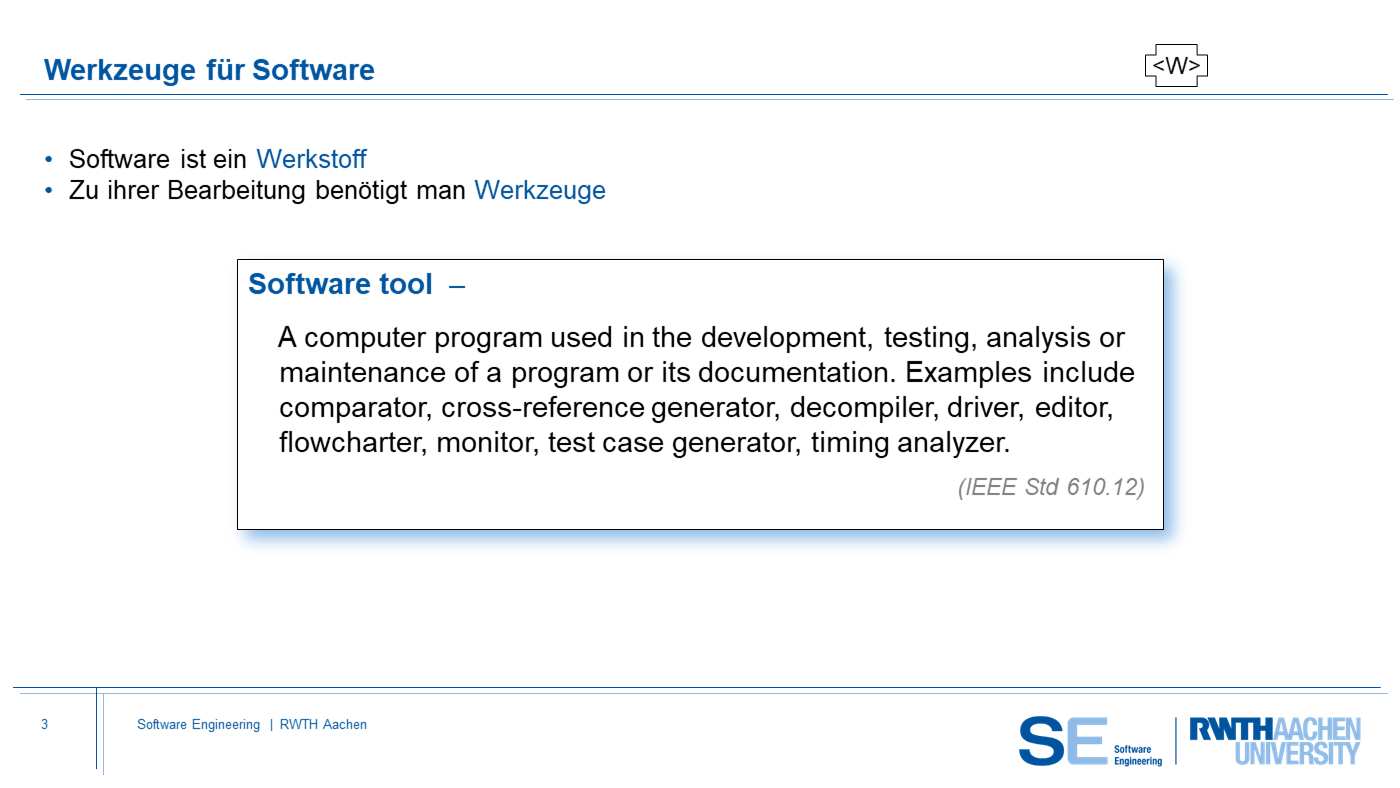 Werkzeuge für Software
<W>
• Software ist ein Werkstoff
• Zu ihrer Bearbeitung benötigt man Werkzeuge
Software tool –
A computer program used in the development, testing, analysis or
maintenance of a program or its documentation. Examples include
comparator, cross-reference generator, decompiler, driver, editor,
flowcharter, monitor, test case generator, timing analyzer.
(IEEE Std 610.12)
3
Software Engineering | RWTH Aachen
SE Software
Engineering
RWTHAACHEN
UNIVERSITY